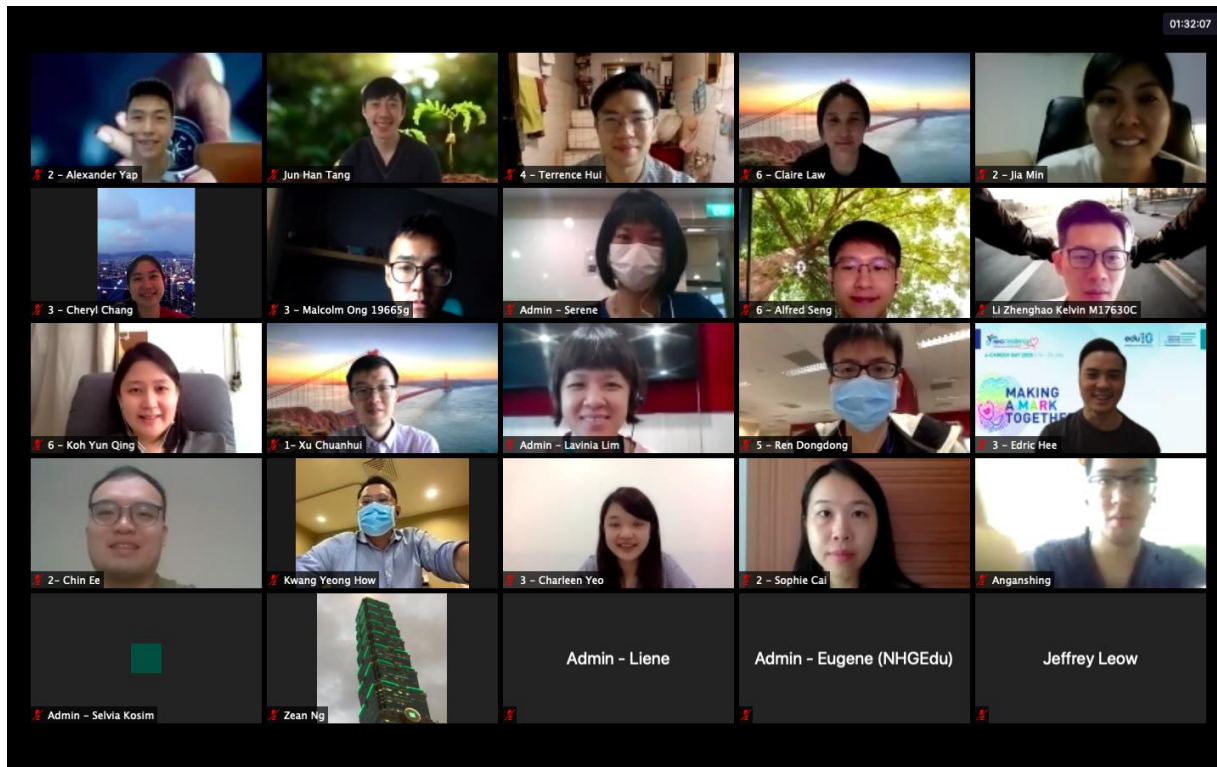 01:32:07
2 – Alexander Yap
Jun Han Tang
4 – Terrence Hui
6 – Claire Law
2 – Jia Min
3 – Cheryl Chang
3 – Malcolm Ong 19665g
Admin – Serene
6 – Alfred Seng
Li Zhenghao Kelvin M17630C
6 – Koh Yun Qing
1– Xu Chuanhui
Admin – Lavinia Lim
5 – Ren Dongdong
edu10
MAKING
A MARK
TOGETHE
3 – Edric Hee
2– Chin Ee
Kwang Yeong How
3 – Charleen Yeo
2 – Sophie Cai
Anganshing
Admin – Selvia Kosim
Zean Ng
Admin – Liene
Admin – Eugene (NHGEdu)
Jeffrey Leow